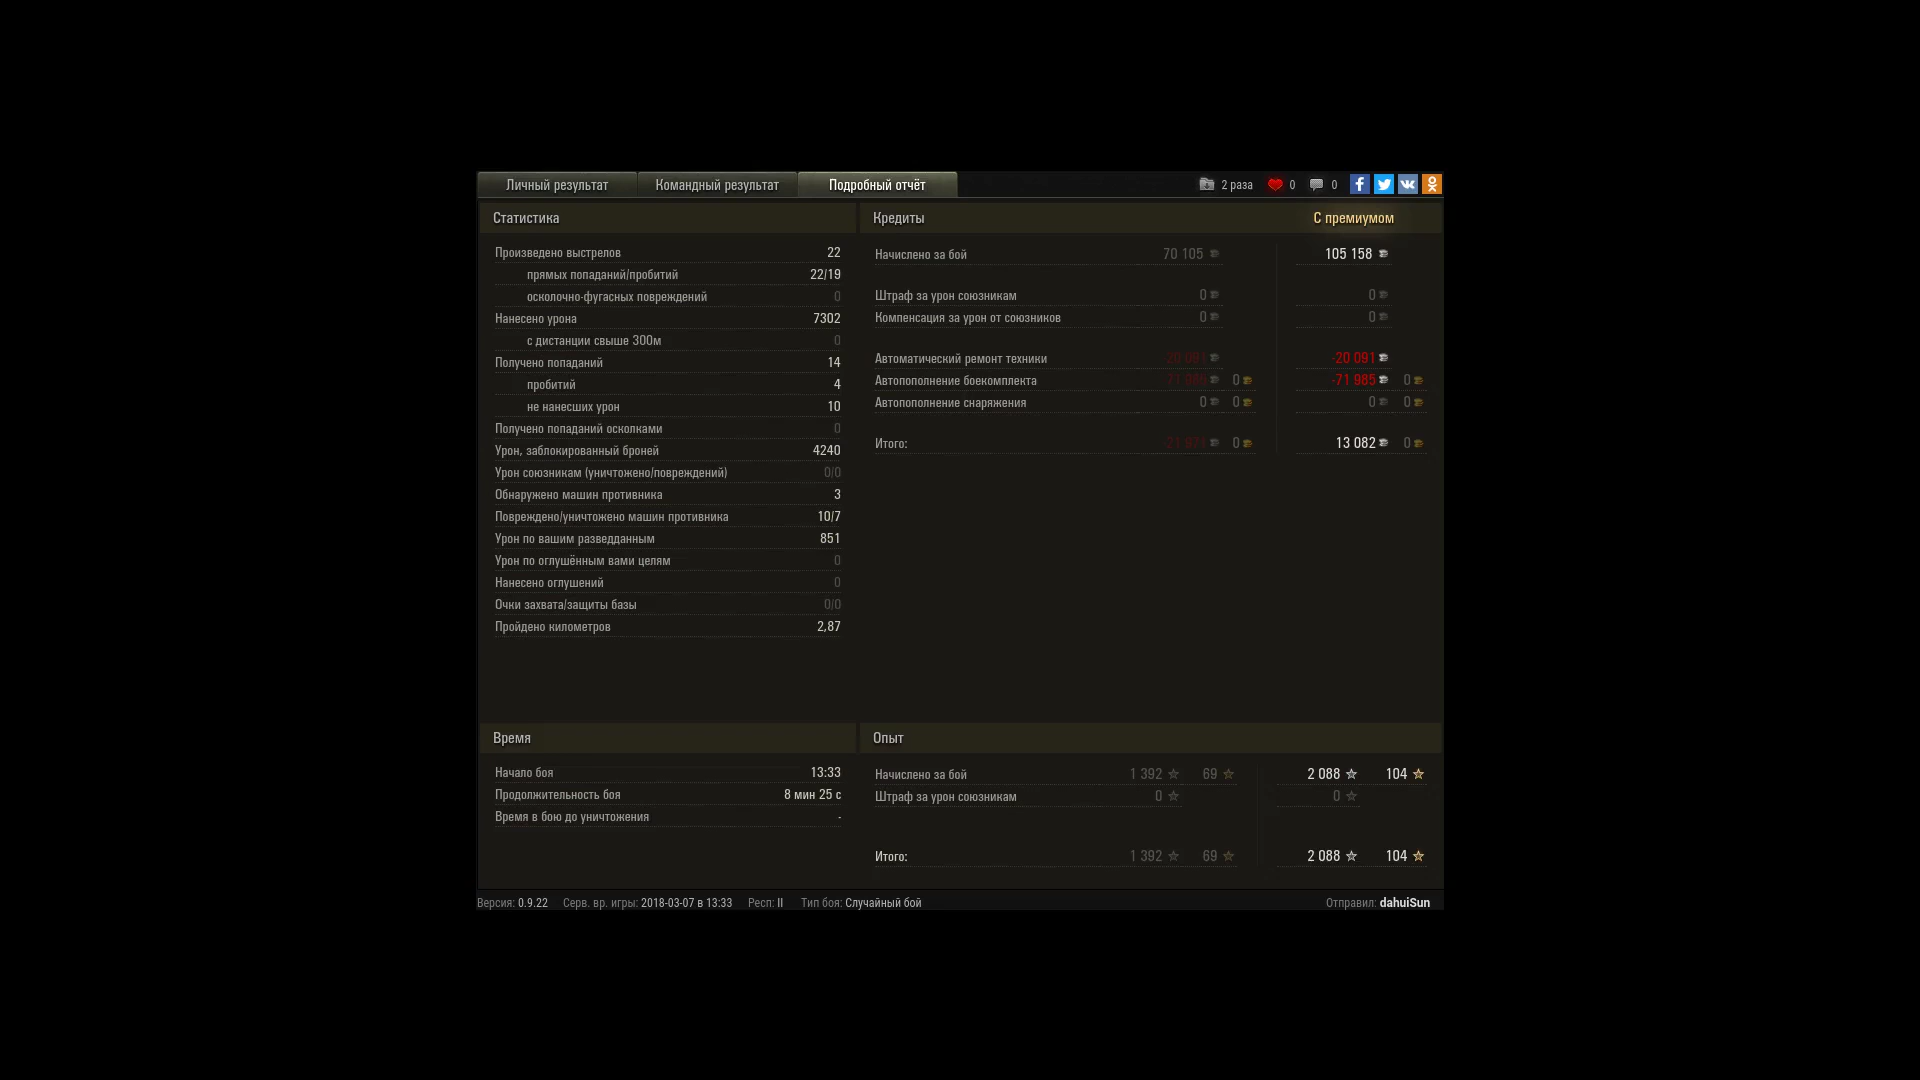 Личный результат Командный результат Подробный отчёт 2 раза 0 0
Статистика
Произведено выстрелов 22
прямых попаданий/пробитий 22/19
осколочно-фугасных повреждений 0
Нанесено урона 7302
с дистанции свыше 300м 0
Получено попаданий 14
пробитий 4
не нанесших урон 10
Получено попаданий осколками 0
Урон, заблокированный броней 4240
Урон союзникам (уничтожено/повреждений) 0/0
Обнаружено машин противника 3
Повреждено/уничтожено машин противника 10/7
Урон по вашим разведданным 851
Урон по оглушённым вами целям 0
Нанесено оглушений 0
Очки захвата/защиты базы 0/0
Пройдено километров 2,87
Кредиты С премиумом
Начислено за бой 70 105 105 158
Штраф за урон союзникам 0 0
Компенсация за урон от союзников 0 0
Автоматический ремонт техники -20 091 -20 091
Автопополнение боекомплекта 0 -71 985 0
Автопополнение снаряжения 0 0 0 0
Итого: 0 13 082 0
Время
Начало боя 13:33
Продолжительность боя 8 мин 25 с
Время в бою до уничтожения -
Опыт
Начислено за бой 1 392 69 2 088 104
Штраф за урон союзникам 0 0
Итого: 1 392 69 2 088 104
Версия: 0.9.22 Серв. вр. игры: 2018-03-07 в 13:33 Респ: II Тип боя: Случайный бой Отправил: dahuiSun